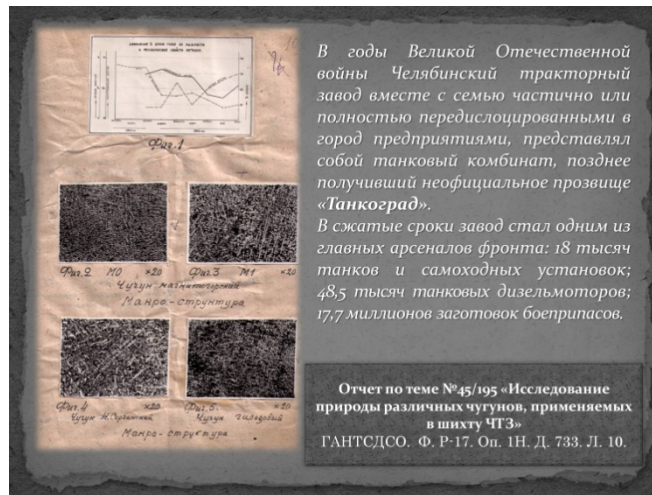 В годы Великой Отечественной
войны Челябинский тракторный
завод вместе с семью частично или
полностью передислоцированными в
город предприятиями, представлял
собой танковый комбинат, позднее
получивший неофициальное прозвище
«Танкоград».
В сжатые сроки завод стал одним из
главных арсеналов фронта: 18 тысяч
танков и самоходных установок;
48,5 тысяч танковых дизельмоторов;
17,7 миллионов заготовок боеприпасов.
Отчет по теме №45/195 «Исследование
природы различных чугунов, применяемых
в шихту ЧТЗ»
ГАНТСДСО. Ф. Р-17. Оп. 1Н. Д. 733. Л. 10.
Фиг.1
Фиг.2 М0 ×20 Фиг.3 М1 ×20
Чугун магнитогорский
Макро-структура
Фиг.4 ×20 Фиг.5. ×20
Чугун Чугун
Макро-структура